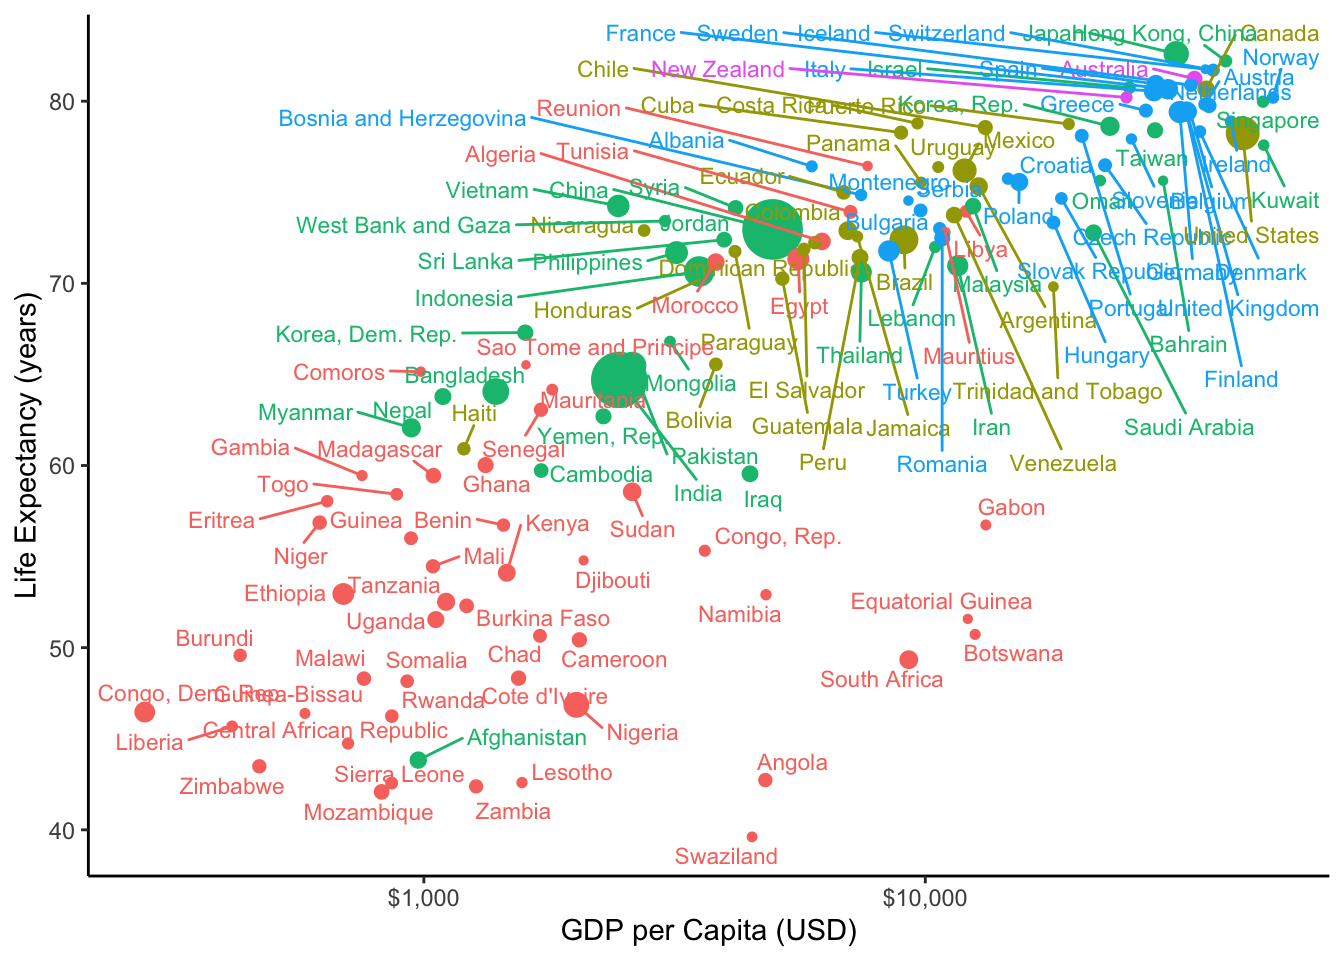 France
Sweden
Iceland
Switzerland
Japan
Hong Kong, China
Canada
Norway
Chile
New Zealand
Italy
Israel
Spain
Australia
Austria
Netherlands
80
Reunion
Cuba
Costa Rica
Puerto Rico
Korea, Rep.
Greece
Singapore
Bosnia and Herzegovina
Albania
Panama
Uruguay
Mexico
Algeria
Tunisia
Taiwan
Ireland
Croatia
Vietnam
China
Syria
Ecuador
Montenegro
Serbia
Oman
Slovenia
Belgium
Kuwait
West Bank and Gaza
Nicaragua
Jordan
Colombia
Bulgaria
Poland
Czech Republic
United States
Sri Lanka
Philippines
Dominican Republic
Libya
Slovak Republic
Germany
Denmark
70
Indonesia
Honduras
Morocco
Egypt
Brazil
Malaysia
Portugal
United Kingdom
Lebanon
Argentina
Korea, Dem. Rep.
Sao Tome and Principe
Paraguay
Thailand
Mauritius
Hungary
Bahrain
Comoros
Bangladesh
Mongolia
El Salvador
Turkey
Trinidad and Tobago
Finland
Myanmar
Nepal
Haiti
Mauritania
Bolivia
Guatemala
Jamaica
Iran
Saudi Arabia
Gambia
Madagascar
Senegal
Yemen, Rep.
Pakistan
Peru
Romania
Venezuela
60
Togo
Ghana
Cambodia
India
Iraq
Gabon
Eritrea
Guinea
Benin
Kenya
Sudan
Congo, Rep.
Niger
Mali
Djibouti
Ethiopia
Tanzania
Namibia
Equatorial Guinea
Uganda
Burkina Faso
Burundi
50
Malawi
Somalia
Chad
Cameroon
Botswana
South Africa
Congo, Dem. Rep.
Guinea-Bissau
Rwanda
Cote d'Ivoire
Liberia
Central African Republic
Afghanistan
Nigeria
Zimbabwe
Sierra Leone
Lesotho
Angola
Mozambique
Zambia
40
Swaziland
$1,000
$10,000
GDP per Capita (USD)
Life Expectancy (years)